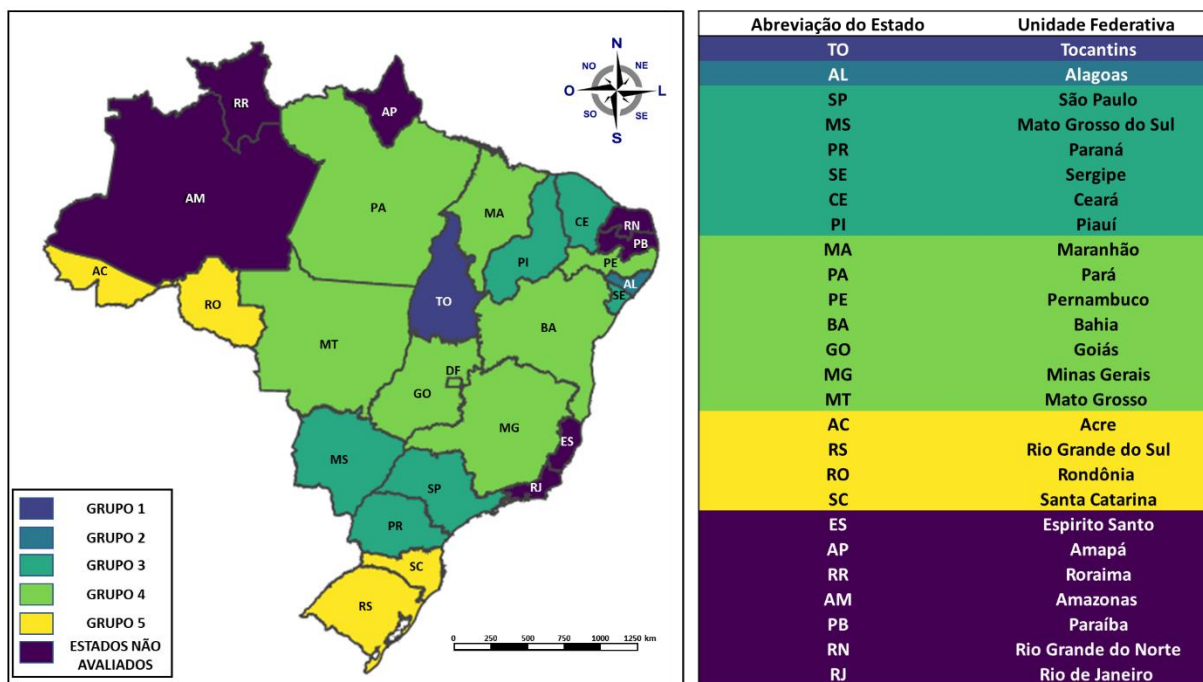 N
NO
NE
O
L
SO
SE
S
RR
AP
AM
PA
MA
CE
RN
PB
PI
PE
AL
SE
AC
RO
TO
BA
MT
DF
GO
MG
ES
MS
SP
RJ
PR
SC
RS
GRUPO 1
GRUPO 2
GRUPO 3
GRUPO 4
GRUPO 5
ESTADOS NÃO
AVALIADOS
0 250 500 750 1000 1250 km
Abreviação do Estado Unidade Federativa
TO Tocantins
AL Alagoas
SP São Paulo
MS Mato Grosso do Sul
PR Paraná
SE Sergipe
CE Ceará
PI Piauí
MA Maranhão
PA Pará
PE Pernambuco
BA Bahia
GO Goiás
MG Minas Gerais
MT Mato Grosso
AC Acre
RS Rio Grande do Sul
RO Rondônia
SC Santa Catarina
ES Espirito Santo
AP Amapá
RR Roraima
AM Amazonas
PB Paraíba
RN Rio Grande do Norte
RJ Rio de Janeiro